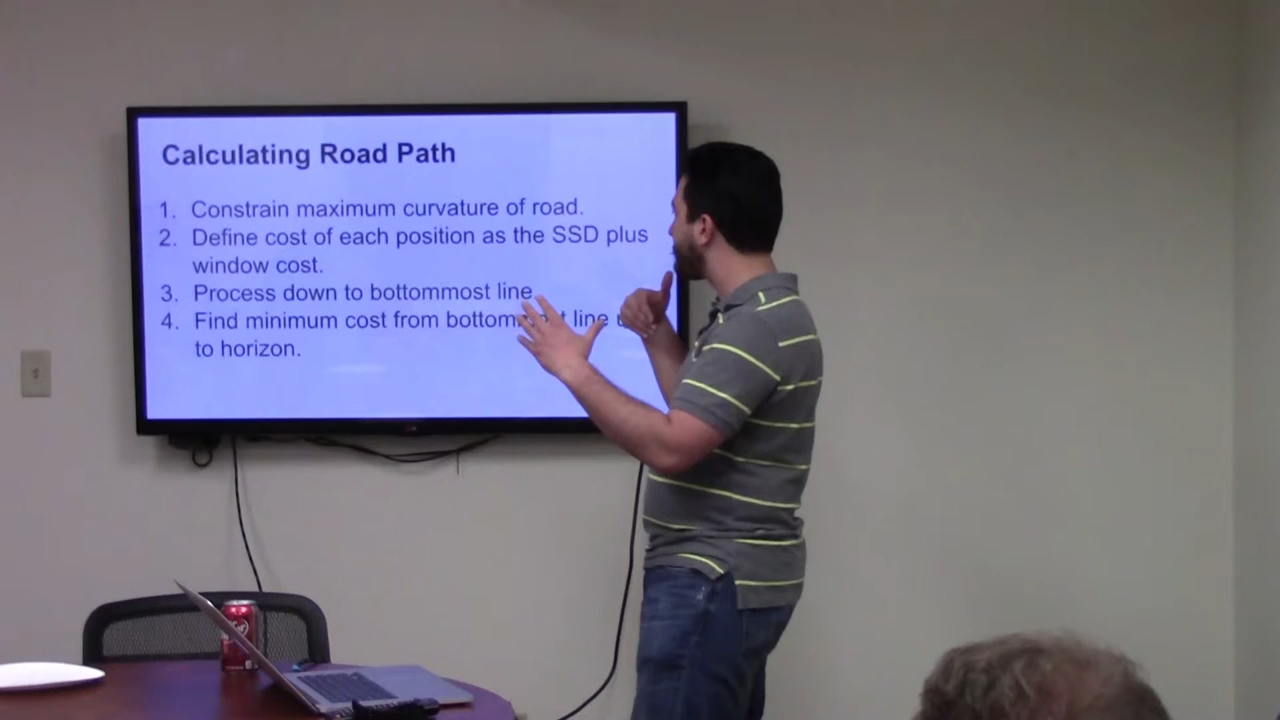 Calculating Road Path
1. Constrain maximum curvature of road.
2. Define cost of each position as the SSD plus
window cost.
3. Process down to bottommost line
4. Find minimum cost from line
to horizon.